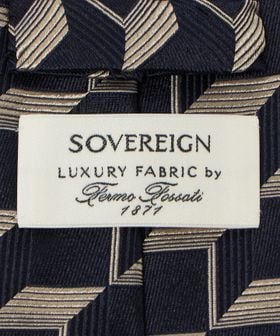 SOVEREIGN
LUXURY FABRIC by
Fermo Fossati
1871